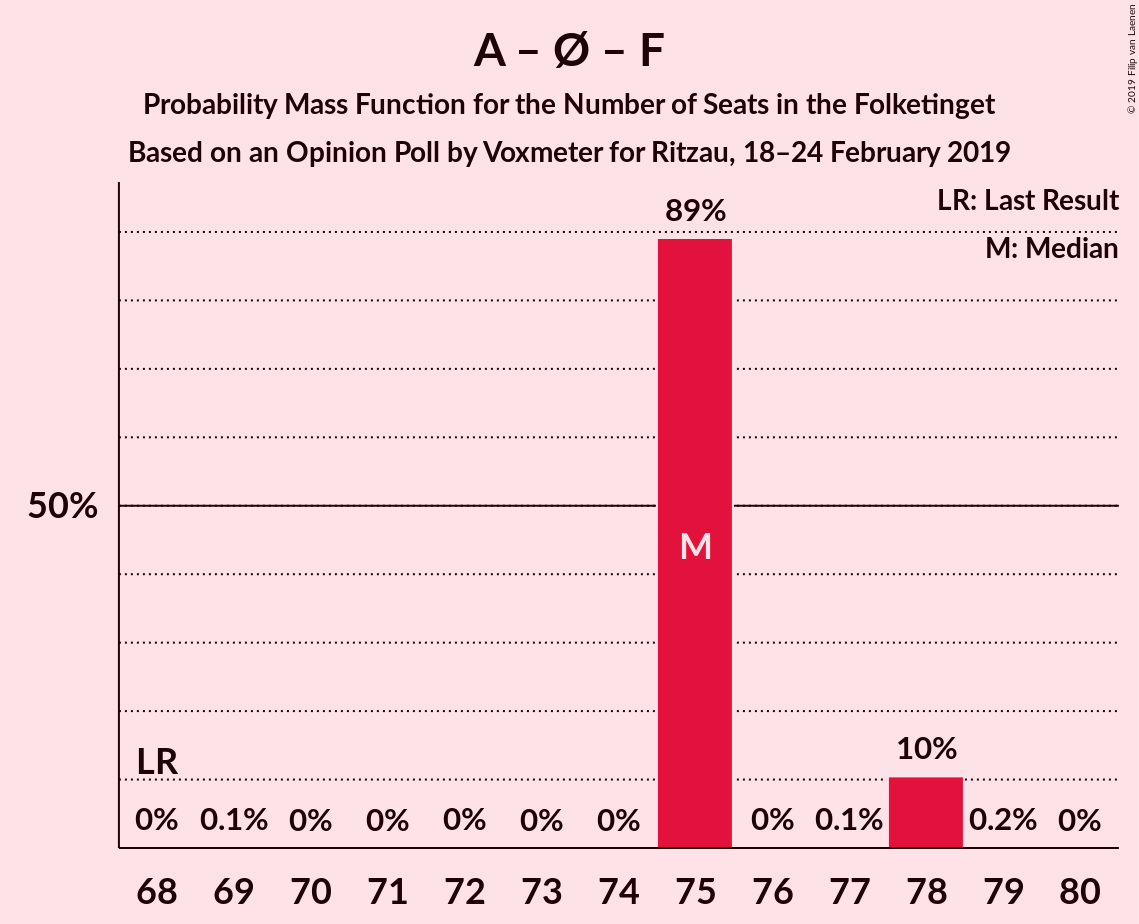 A – Ø – F
Probability Mass Function for the Number of Seats in the Folketinget
Based on an Opinion Poll by Voxmeter for Ritzau, 18–24 February 2019
© 2019 Filip van Laenen
LR: Last Result
M: Median
89%
50%
M
LR
10%
0% 0.1% 0% 0% 0% 0% 0% 0% 0.1% 0.2% 0%
68 69 70 71 72 73 74 75 76 77 78 79 80